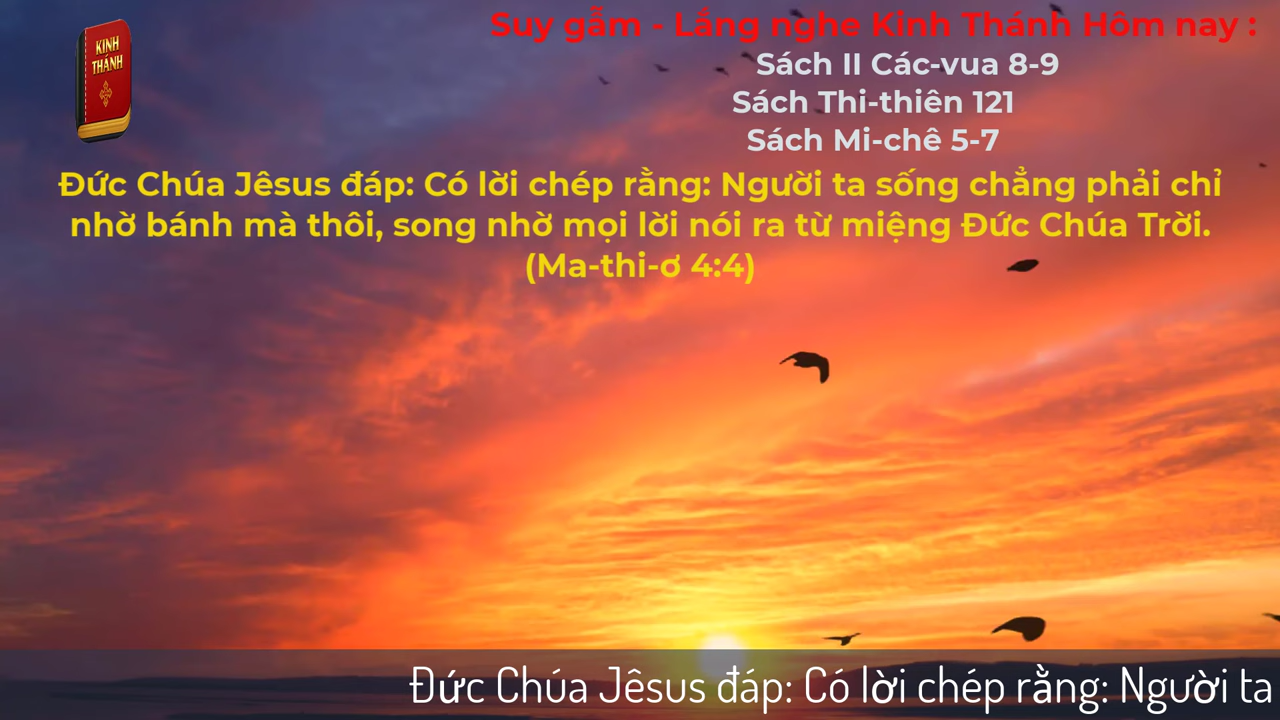 Suy gẫm - Lắng nghe Kinh Thánh Hôm nay :
KINH
THÁNH
Sách II Các-vua 8-9
Sách Thi-thiên 121
Sách Mi-chê 5-7
Đức Chúa Jêsus đáp: Có lời chép rằng: Người ta sống chẳng phải chỉ
nhờ bánh mà thôi, song nhờ mọi lời nói ra từ miệng Đức Chúa Trời.
(Ma-thi-ơ 4:4)
Đức Chúa Jêsus đáp: Có lời chép rằng: Người ta